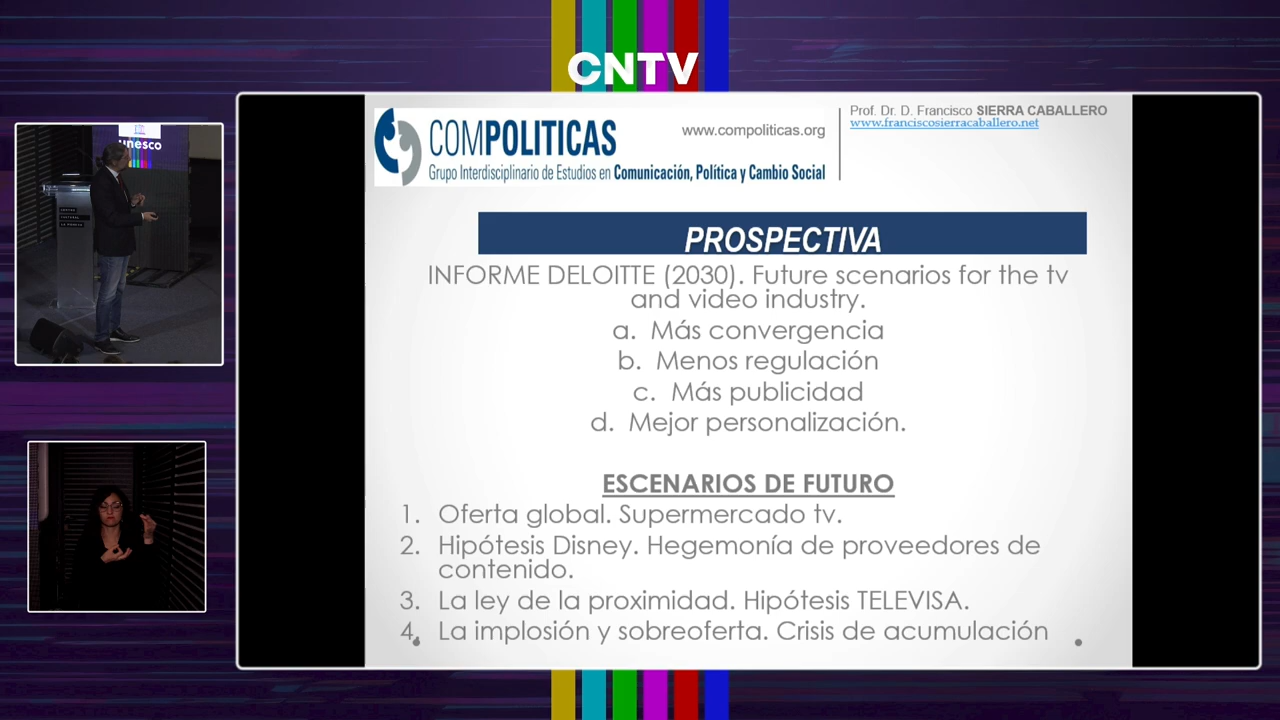 CNTV
COMPOLITICAS
Grupo Interdisciplinario de Estudios en Comunicación, Política y Cambio Social
www.compoliticas.org
Prof. Dr. D. Francisco SIERRA CABALLERO
www.franciscosierracaballero.net
unesco
PROSPECTIVA
INFORME DELOITTE (2030). Future scenarios for the tv
and video industry.
a. Más convergencia
b. Menos regulación
c. Más publicidad
d. Mejor personalización.
ESCENARIOS DE FUTURO
1. Oferta global. Supermercado tv.
2. Hipótesis Disney. Hegemonía de proveedores de
contenido.
3. La ley de la proximidad. Hipótesis TELEVISA.
4. La implosión y sobreoferta. Crisis de acumulación